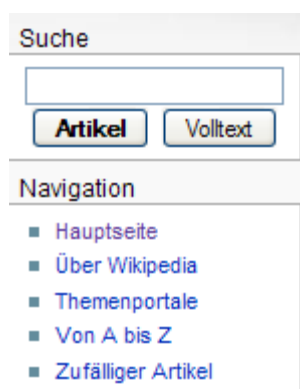 Suche
Artikel Volltext
Navigation
Hauptseite
Über Wikipedia
Themenportale
Von A bis Z
Zufälliger Artikel